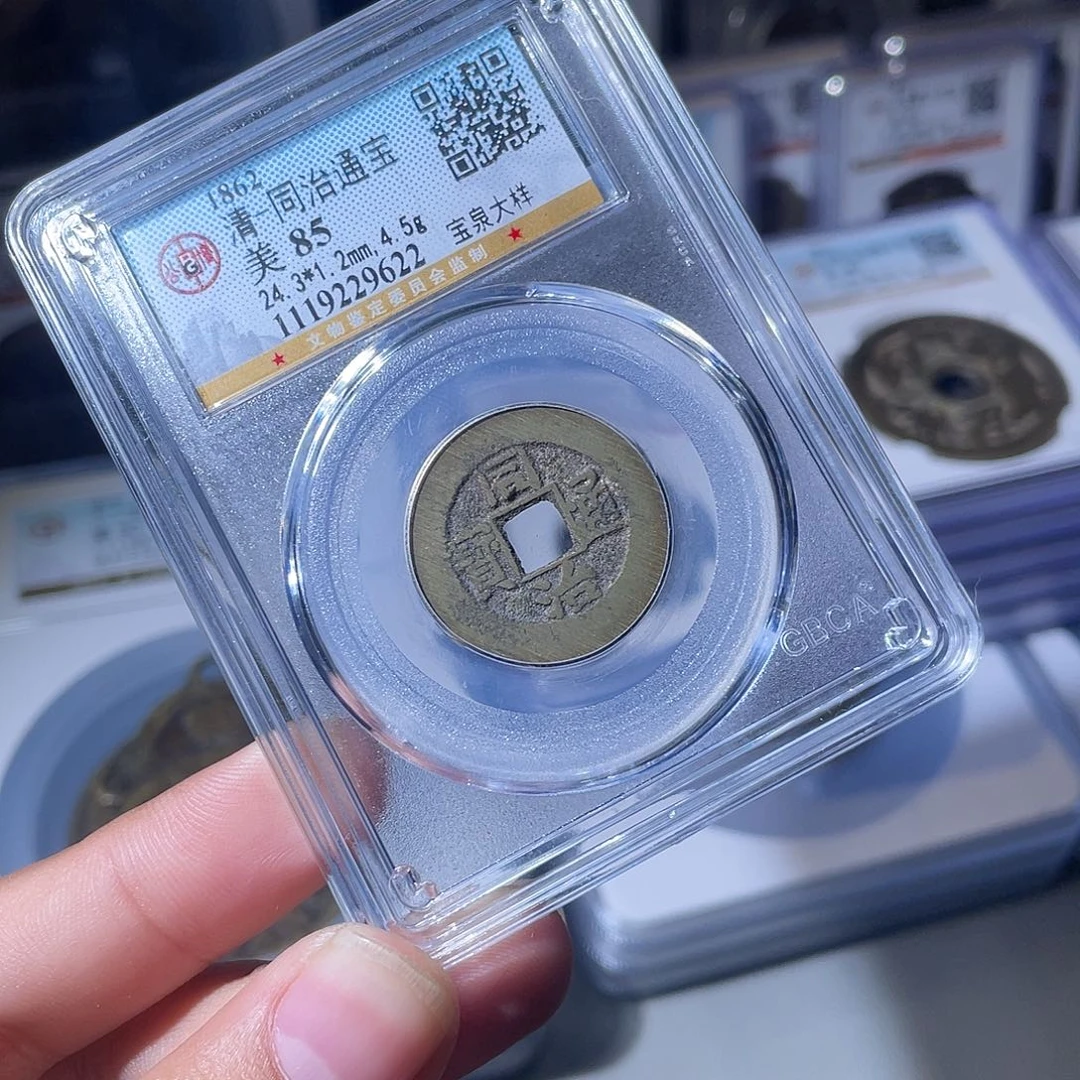 1862
清-同治通宝
美 85
24.3*1.2mm,4.5g 宝泉大样
1119229622
文物鉴定委员会监制
G
同治通寶
GBCA